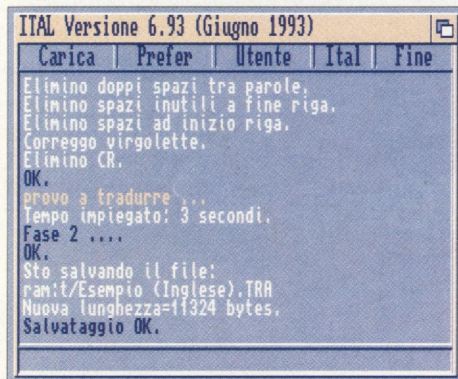 ITAL Versione 6.93 (Giugno 1993)
Carica | Prefer | Utente | Ital | Fine
Elimino doppi spazi tra parole.
Elimino spazi inutili a fine riga.
Elimino spazi ad inizio riga.
Correggo virgolette.
Elimino CR.
OK.
provo a tradurre ...
Tempo impiegato: 3 secondi.
Fase 2 ....
OK.
Sto salvando il file:
ram:t/Esempio (Inglese).TRA
Nuova lunghezza=11324 bytes.
Salvataggio OK.